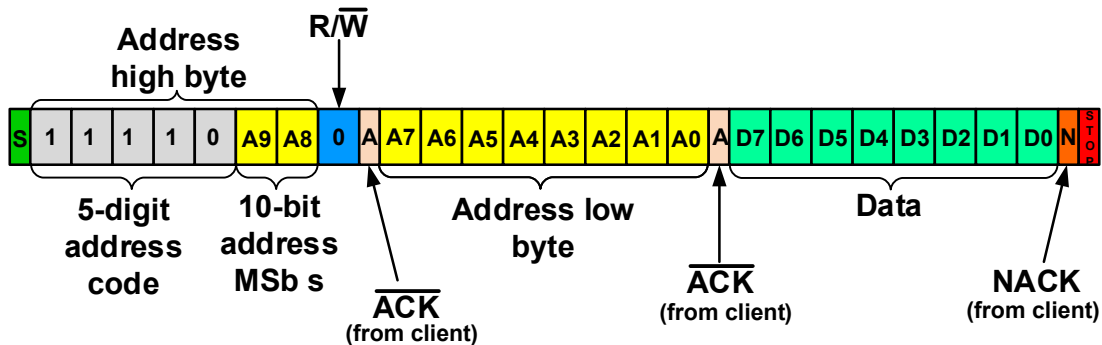 R/W
Address
high byte
S 1 1 1 1 0 A9 A8 0 A A7 A6 A5 A4 A3 A2 A1 A0 A D7 D6 D5 D4 D3 D2 D1 D0 N STOP
5-digit
address
code
10-bit
address
MSb s
Address low
byte
Data
ACK
(from client)
ACK
(from client)
NACK
(from client)